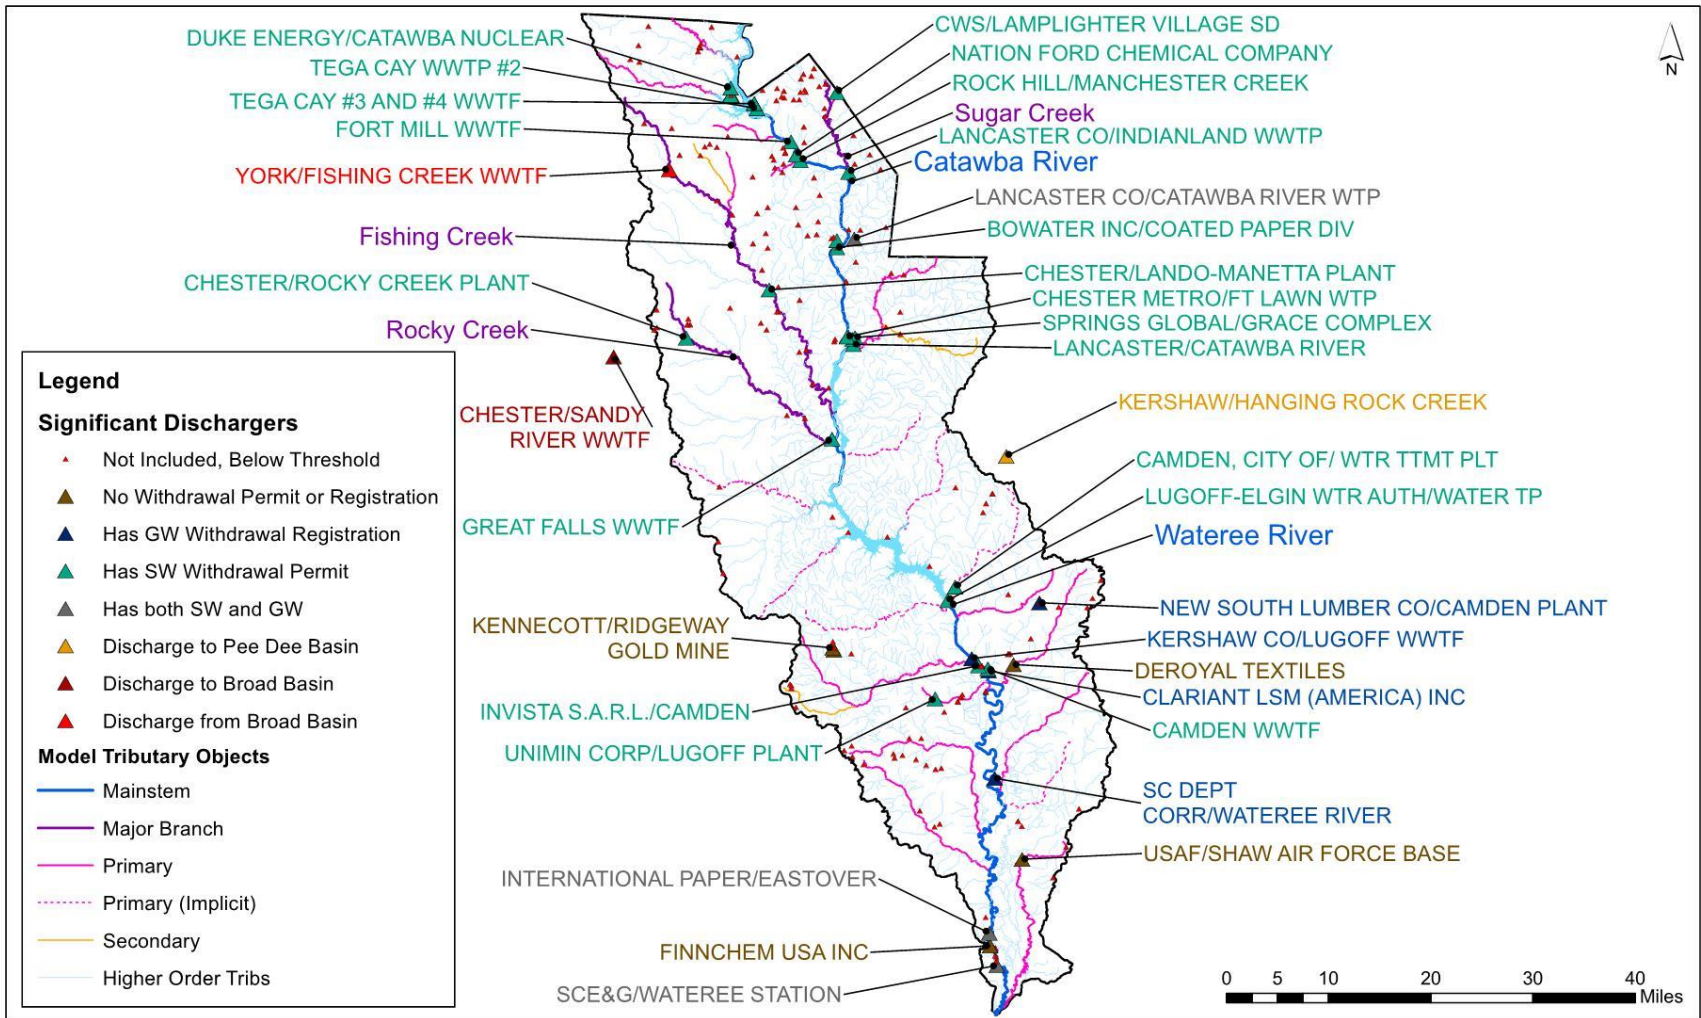 DUKE ENERGY/CATAWBA NUCLEAR
TEGA CAY WWTP #2
TEGA CAY #3 AND #4 WWTF
FORT MILL WWTF
YORK/FISHING CREEK WWTF
Fishing Creek
CHESTER/ROCKY CREEK PLANT
Rocky Creek
CWS/LAMPLIGHTER VILLAGE SD
NATION FORD CHEMICAL COMPANY
ROCK HILL/MANCHESTER CREEK
Sugar Creek
LANCASTER CO/INDIANLAND WWTP
Catawba River
LANCASTER CO/CATAWBA RIVER WTP
BOWATER INC/COATED PAPER DIV
CHESTER/LANDO-MANETTA PLANT
CHESTER METRO/FT LAWN WTP
SPRINGS GLOBAL/GRACE COMPLEX
LANCASTER/CATAWBA RIVER
N
Legend
Significant Dischargers
Not Included, Below Threshold
No Withdrawal Permit or Registration
Has GW Withdrawal Registration
Has SW Withdrawal Permit
Has both SW and GW
Discharge to Pee Dee Basin
Discharge to Broad Basin
Discharge from Broad Basin
Model Tributary Objects
Mainstem
Major Branch
Primary
Primary (Implicit)
Secondary
Higher Order Tribs
CHESTER/SANDY
RIVER WWTF
GREAT FALLS WWTF
KENNECOTT/RIDGEWAY
GOLD MINE
INVISTA S.A.R.L./CAMDEN
UNIMIN CORP/LUGOFF PLANT
INTERNATIONAL PAPER/EASTOVER
FINNCHEM USA INC
SCE&G/WATEREE STATION
KERSHAW/HANGING ROCK CREEK
CAMDEN, CITY OF/ WTR TTMT PLT
LUGOFF-ELGIN WTR AUTH/WATER TP
Wateree River
NEW SOUTH LUMBER CO/CAMDEN PLANT
KERSHAW CO/LUGOFF WWTF
DEROYAL TEXTILES
CLARIANT LSM (AMERICA) INC
CAMDEN WWTF
SC DEPT
CORR/WATEREE RIVER
USAF/SHAW AIR FORCE BASE
0 5 10 20 30 40
Miles